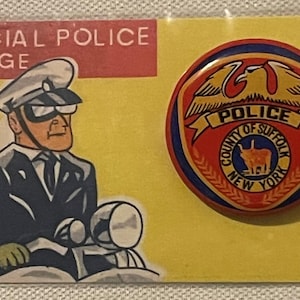 CIAL POLICE
GE
POLICE
COUNTY OF SUFFOLK
NEW YORK